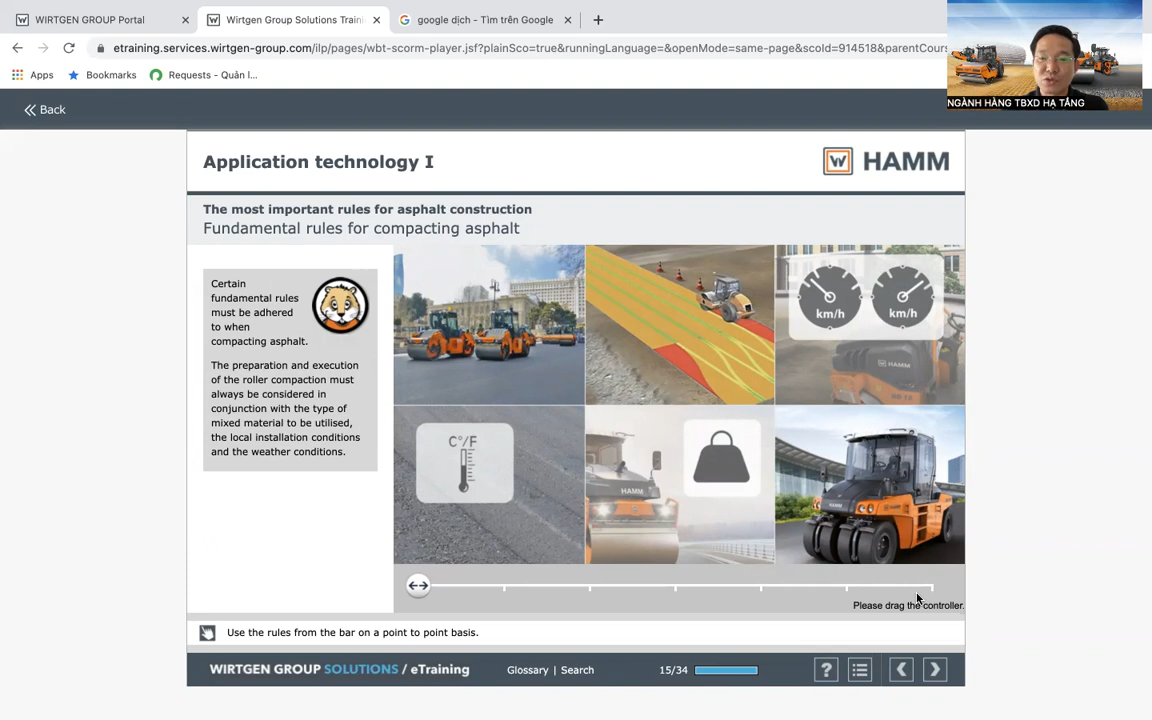 WIRTGEN GROUP Portal
Wirtgen Group Solutions Traini
google dịch - Tìm trên Google
etraining.services.wirtgen-group.com/ilp/pages/wbt-scorm-player.jsf?plainSco=true&runningLanguage=&openMode=same-page&scoId=914518&parentCours
Apps
Bookmarks
Requests - Quản l...
NGÀNH HÀNG TBXD HẠ TẦNG
Back
Application technology I
HAMM
The most important rules for asphalt construction
Fundamental rules for compacting asphalt
Certain
fundamental rules
must be adhered
to when
compacting asphalt.
The preparation and execution
of the roller compaction must
always be considered in
conjunction with the type of
mixed material to be utilised,
the local installation conditions
and the weather conditions.
km/h
km/h
HAMM
C°/F
HAMM
HAMM
Please drag the controller.
Use the rules from the bar on a point to point basis.
WIRTGEN GROUP SOLUTIONS / eTraining
Glossary | Search
15/34
?